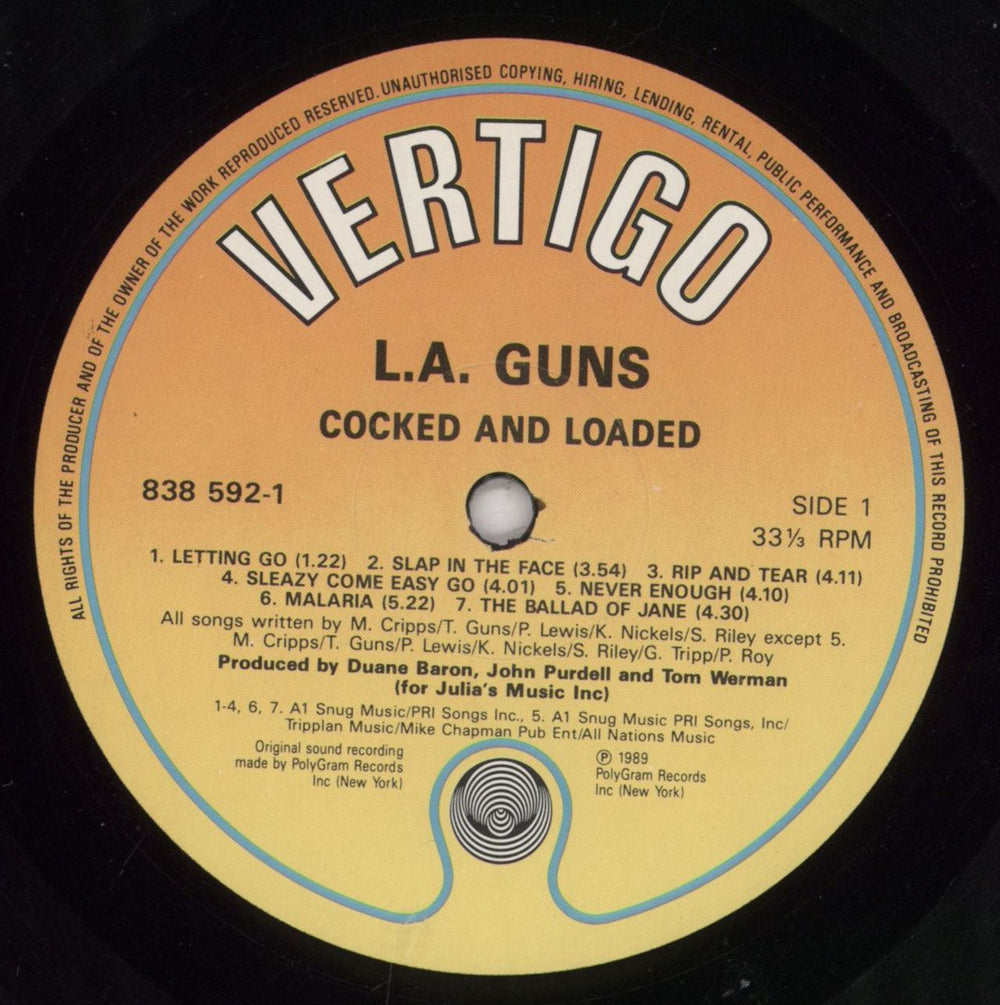 ALL RIGHTS OF THE PRODUCER AND OF THE OWNER OF THE WORK REPRODUCED RESERVED. UNAUTHORISED COPYING, HIRING, LENDING, RENTAL, PUBLIC PERFORMANCE AND BROADCASTING OF THIS RECORD PROHIBITED
VERTIGO
L.A. GUNS
COCKED AND LOADED
838 592-1
SIDE 1
33⅓ RPM
1. LETTING GO (1.22) 2. SLAP IN THE FACE (3.54) 3. RIP AND TEAR (4.11)
4. SLEAZY COME EASY GO (4.01) 5. NEVER ENOUGH (4.10)
6. MALARIA (5.22) 7. THE BALLAD OF JANE (4.30)
All songs written by M. Cripps/T. Guns/P. Lewis/K. Nickels/S. Riley except 5.
M. Cripps/T. Guns/P. Lewis/K. Nickels/S. Riley/G. Tripp/P. Roy
Produced by Duane Baron, John Purdell and Tom Werman
(for Julia's Music Inc)
1-4, 6, 7. A1 Snug Music/PRI Songs Inc., 5. A1 Snug Music PRI Songs, Inc/
Tripplan Music/Mike Chapman Pub Ent/All Nations Music
Original sound recording
made by PolyGram Records
Inc (New York)
℗ 1989
PolyGram Records
Inc (New York)